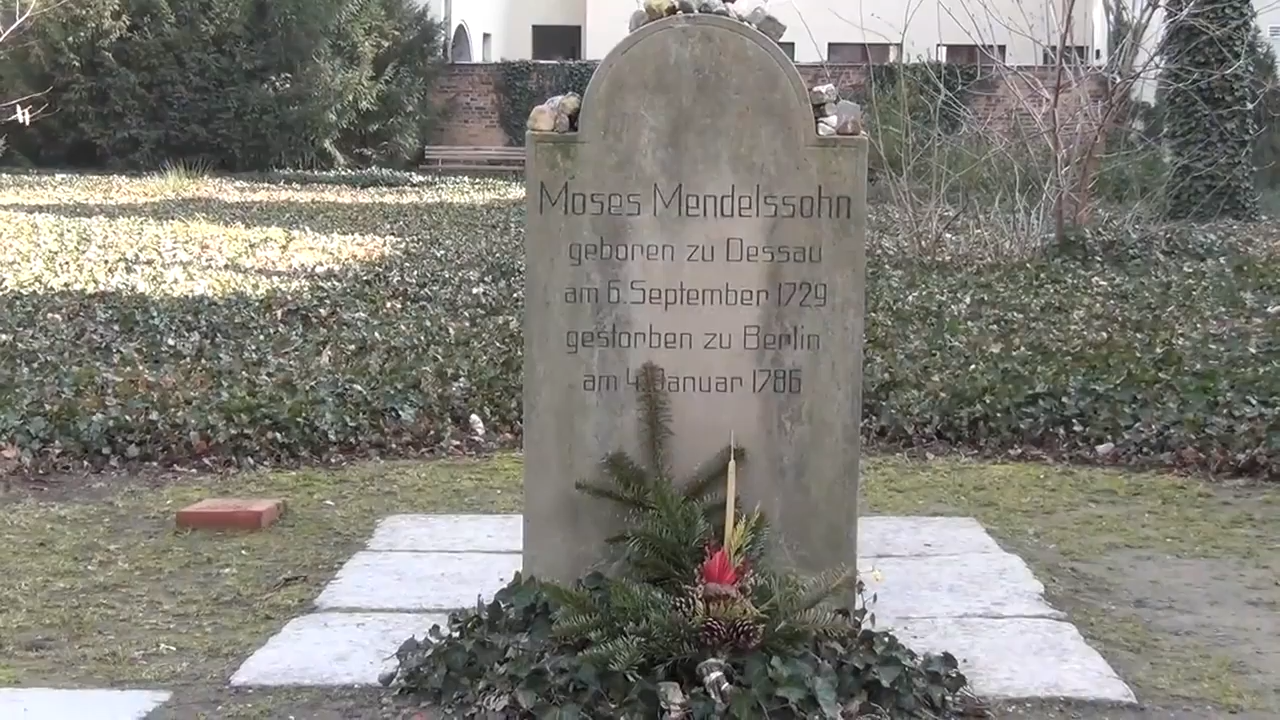 Moses Mendelssohn
geboren zu Dessau
am 6. September 1729
gestorben zu Berlin
am 4. Januar 1786